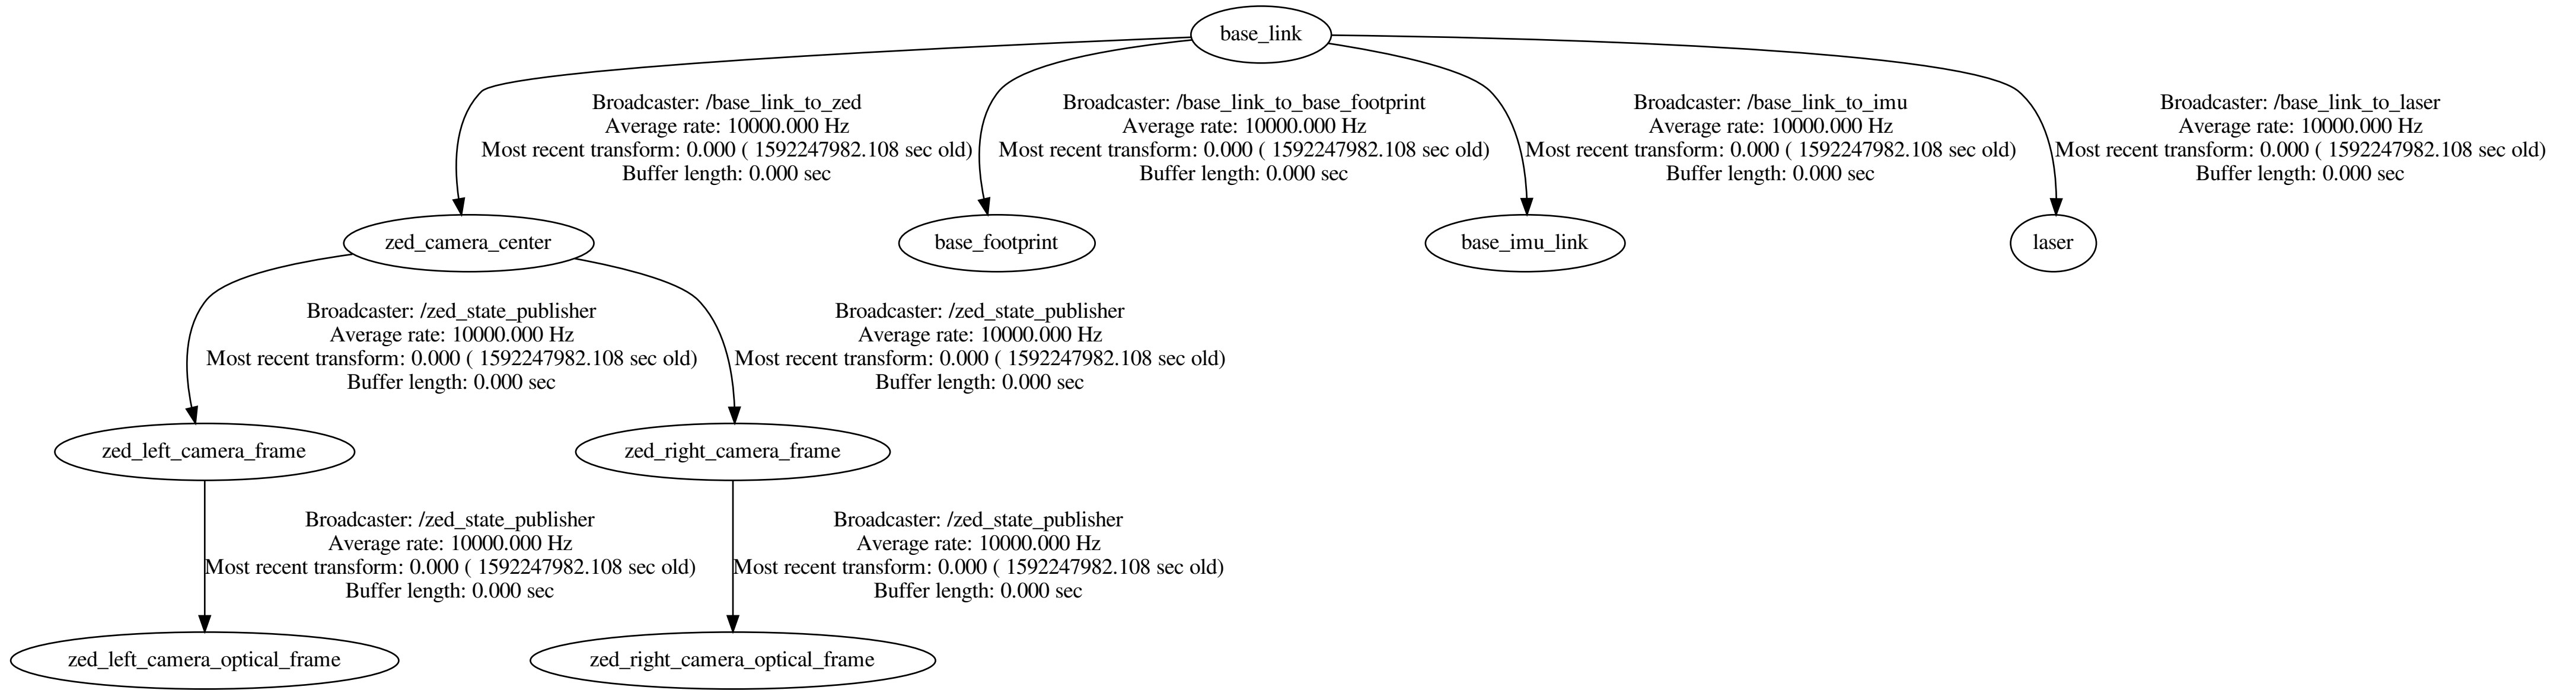 base_link
Broadcaster: /base_link_to_zed
Average rate: 10000.000 Hz
Most recent transform: 0.000 ( 1592247982.108 sec old)
Buffer length: 0.000 sec
Broadcaster: /base_link_to_base_footprint
Average rate: 10000.000 Hz
Most recent transform: 0.000 ( 1592247982.108 sec old)
Buffer length: 0.000 sec
Broadcaster: /base_link_to_imu
Average rate: 10000.000 Hz
Most recent transform: 0.000 ( 1592247982.108 sec old)
Buffer length: 0.000 sec
Broadcaster: /base_link_to_laser
Average rate: 10000.000 Hz
Most recent transform: 0.000 ( 1592247982.108 sec old)
Buffer length: 0.000 sec
zed_camera_center
base_footprint
base_imu_link
laser
Broadcaster: /zed_state_publisher
Average rate: 10000.000 Hz
Most recent transform: 0.000 ( 1592247982.108 sec old)
Buffer length: 0.000 sec
Broadcaster: /zed_state_publisher
Average rate: 10000.000 Hz
Most recent transform: 0.000 ( 1592247982.108 sec old)
Buffer length: 0.000 sec
zed_left_camera_frame
zed_right_camera_frame
Broadcaster: /zed_state_publisher
Average rate: 10000.000 Hz
Most recent transform: 0.000 ( 1592247982.108 sec old)
Buffer length: 0.000 sec
Broadcaster: /zed_state_publisher
Average rate: 10000.000 Hz
Most recent transform: 0.000 ( 1592247982.108 sec old)
Buffer length: 0.000 sec
zed_left_camera_optical_frame
zed_right_camera_optical_frame